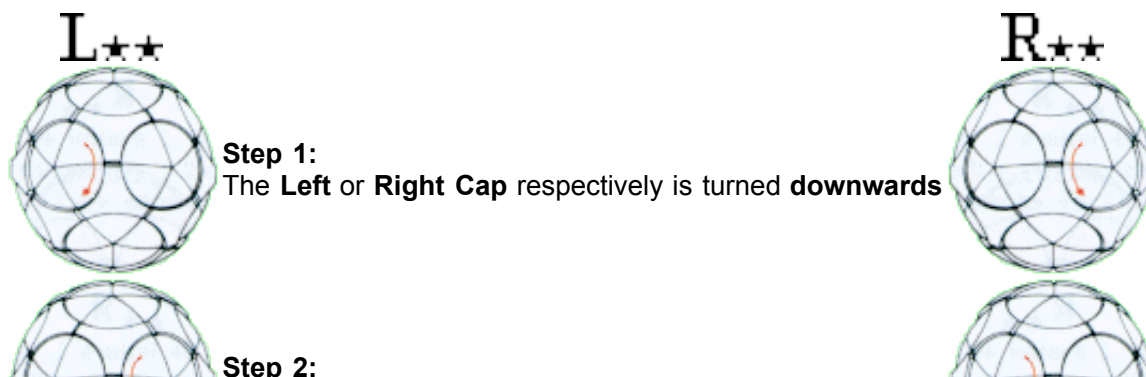 L★★
R★★
Step 1:
The Left or Right Cap respectively is turned downwards
Step 2: